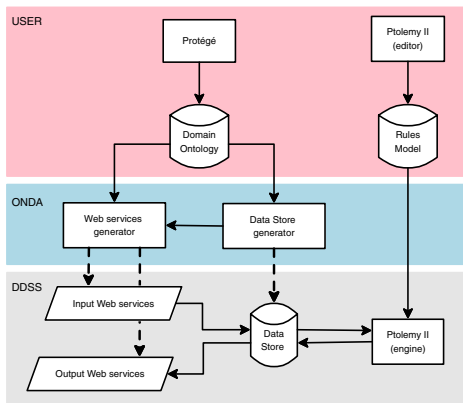 USER
Protégé
Ptolemy II
(editor)
Domain
Ontology
Rules
Model
ONDA
Web services
generator
Data Store
generator
DDSS
Input Web services
Data
Store
Ptolemy II
(engine)
Output Web services